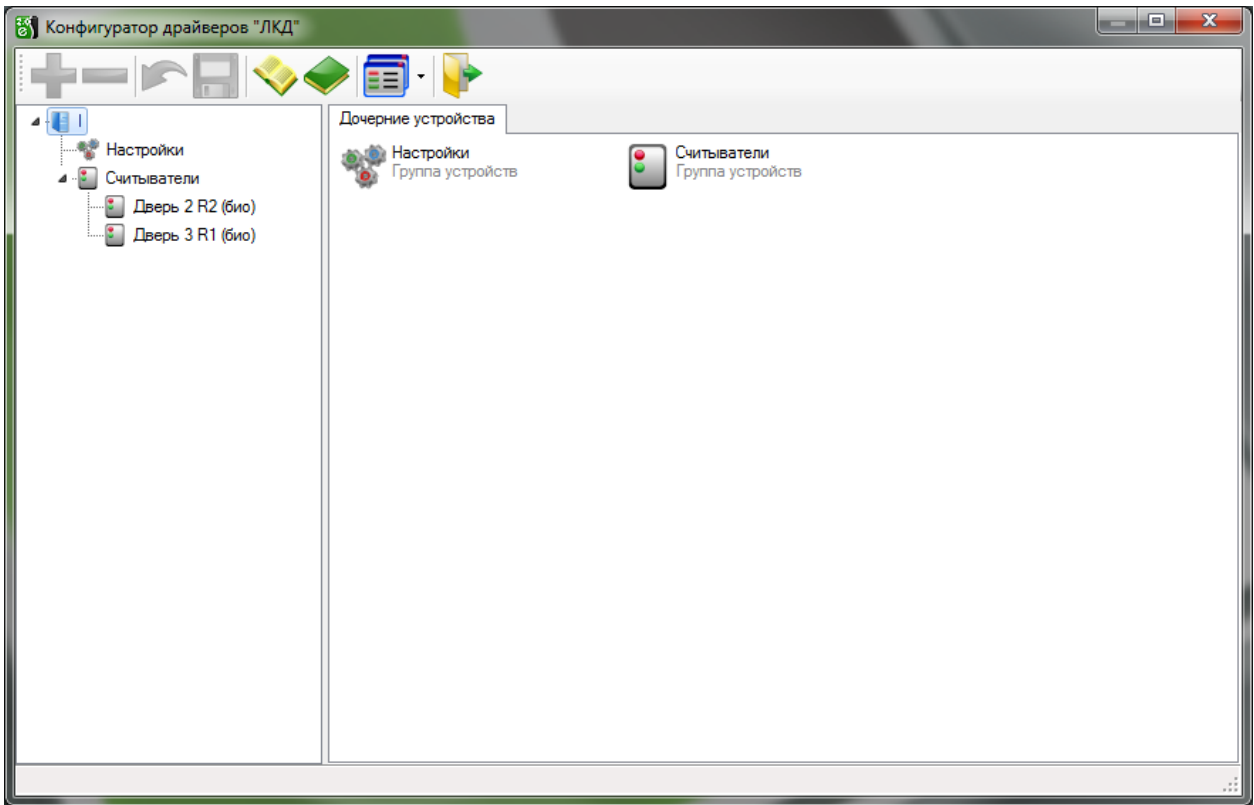 Конфигуратор драйверов "ЛКД"
Дочерние устройства
I
Настройки
Считыватели
Дверь 2 R2 (био)
Дверь 3 R1 (био)
Настройки
Группа устройств
Считыватели
Группа устройств